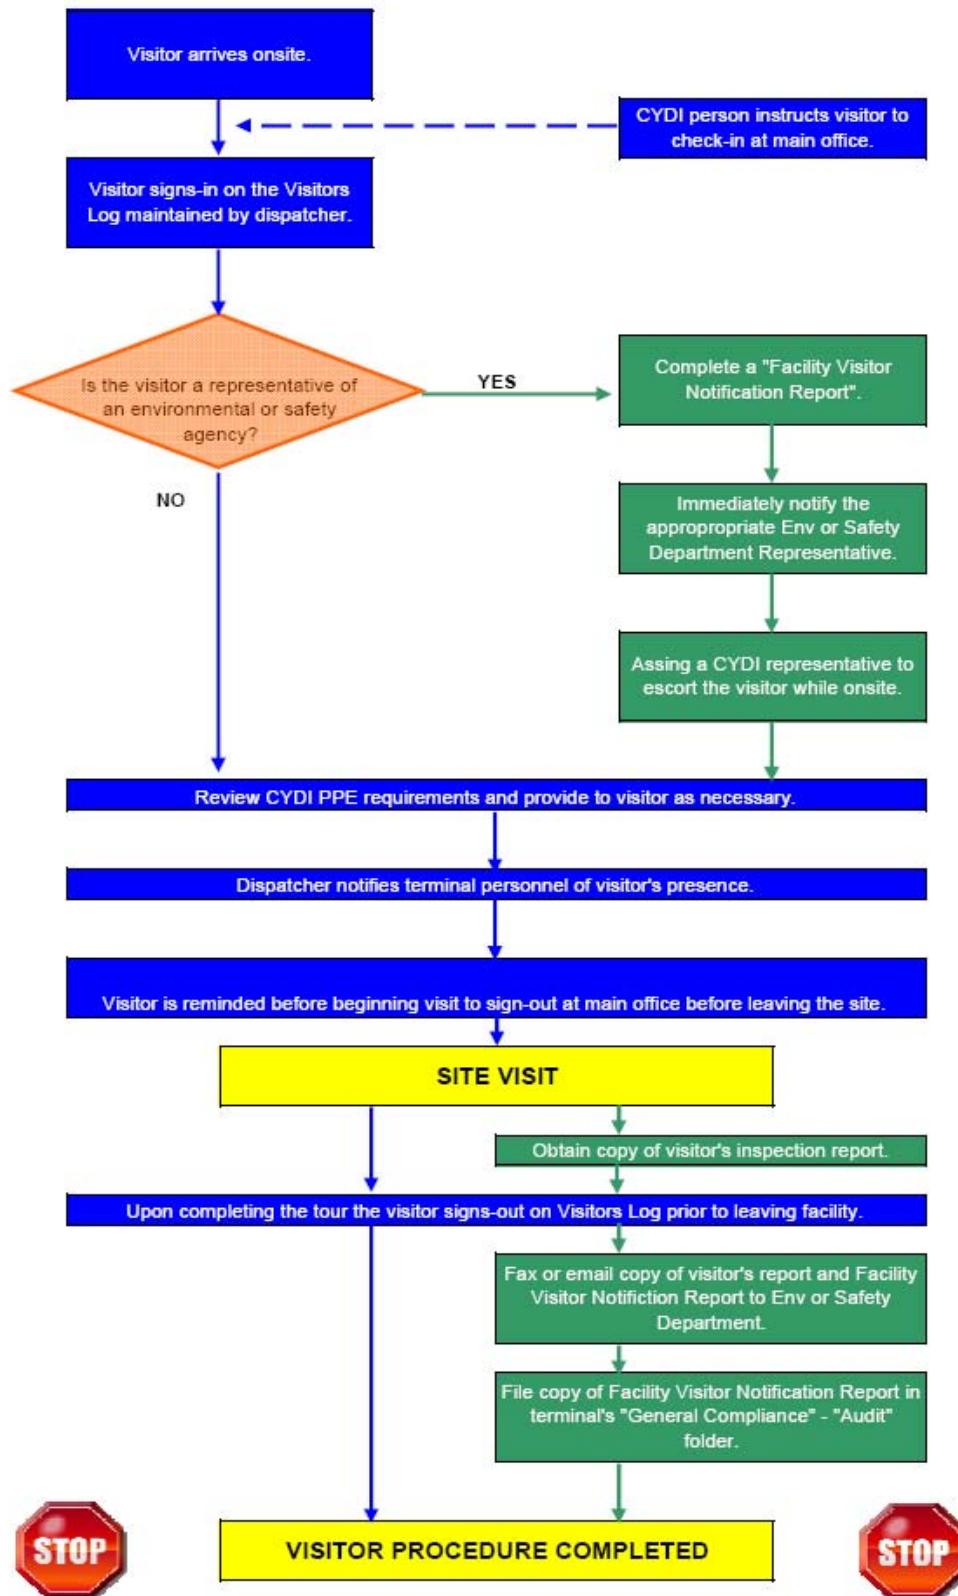 Visitor arrives onsite.
CYDI person instructs visitor to
check-in at main office.
Visitor signs-in on the Visitors
Log maintained by dispatcher.
Is the visitor a representative of
an environmental or safety
agency?
YES
NO
Complete a "Facility Visitor
Notification Report".
Immediately notify the
appropropriate Env or Safety
Department Representative.
Assing a CYDI representative to
escort the visitor while onsite.
Review CYDI PPE requirements and provide to visitor as necessary.
Dispatcher notifies terminal personnel of visitor's presence.
Visitor is reminded before beginning visit to sign-out at main office before leaving the site.
SITE VISIT
Obtain copy of visitor's inspection report.
Upon completing the tour the visitor signs-out on Visitors Log prior to leaving facility.
Fax or email copy of visitor's report and Facility
Visitor Notifiction Report to Env or Safety
Department.
File copy of Facility Visitor Notification Report in
terminal's "General Compliance" - "Audit"
folder.
STOP
VISITOR PROCEDURE COMPLETED
STOP